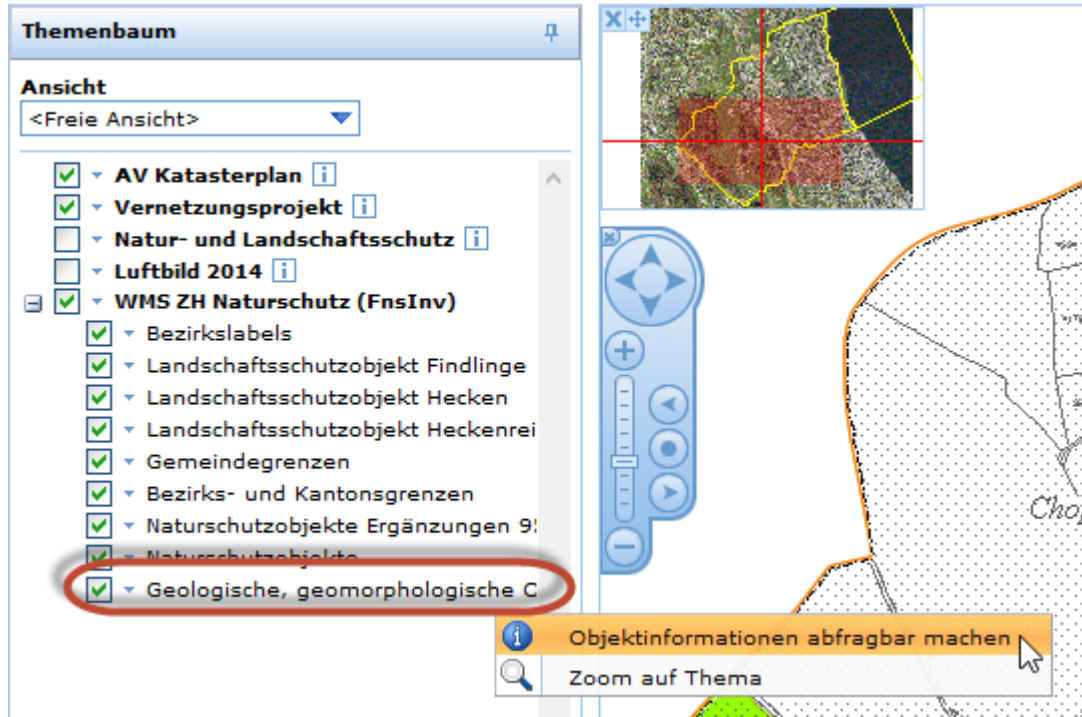 Themenbaum
Ansicht
<Freie Ansicht>
AV Katasterplan
Vernetzungsprojekt
Natur- und Landschaftsschutz
Luftbild 2014
WMS ZH Naturschutz (FnsInv)
Bezirkslabels
Landschaftsschutzobjekt Findlinge
Landschaftsschutzobjekt Hecken
Landschaftsschutzobjekt Heckenrei
Gemeindegrenzen
Bezirks- und Kantonsgrenzen
Naturschutzobjekte Ergänzungen 9
Naturschutzobjekte
Geologische, geomorphologische
Objektinformationen abfragbar machen
Zoom auf Thema